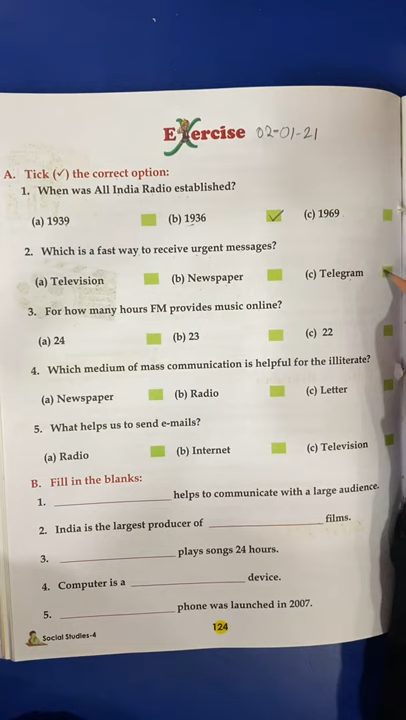 Exercise 02-01-21
A. Tick (✓) the correct option:
1. When was All India Radio established?
(a) 1939 (b) 1936 ✓ (c) 1969
2. Which is a fast way to receive urgent messages?
(a) Television (b) Newspaper (c) Telegram
3. For how many hours FM provides music online?
(a) 24 (b) 23 (c) 22
4. Which medium of mass communication is helpful for the illiterate?
(a) Newspaper (b) Radio (c) Letter
5. What helps us to send e-mails?
(a) Radio (b) Internet (c) Television
B. Fill in the blanks:
1. ____________________ helps to communicate with a large audience.
2. India is the largest producer of ____________________ films.
3. ____________________ plays songs 24 hours.
4. Computer is a ____________________ device.
5. ____________________ phone was launched in 2007.
Social Studies-4 124